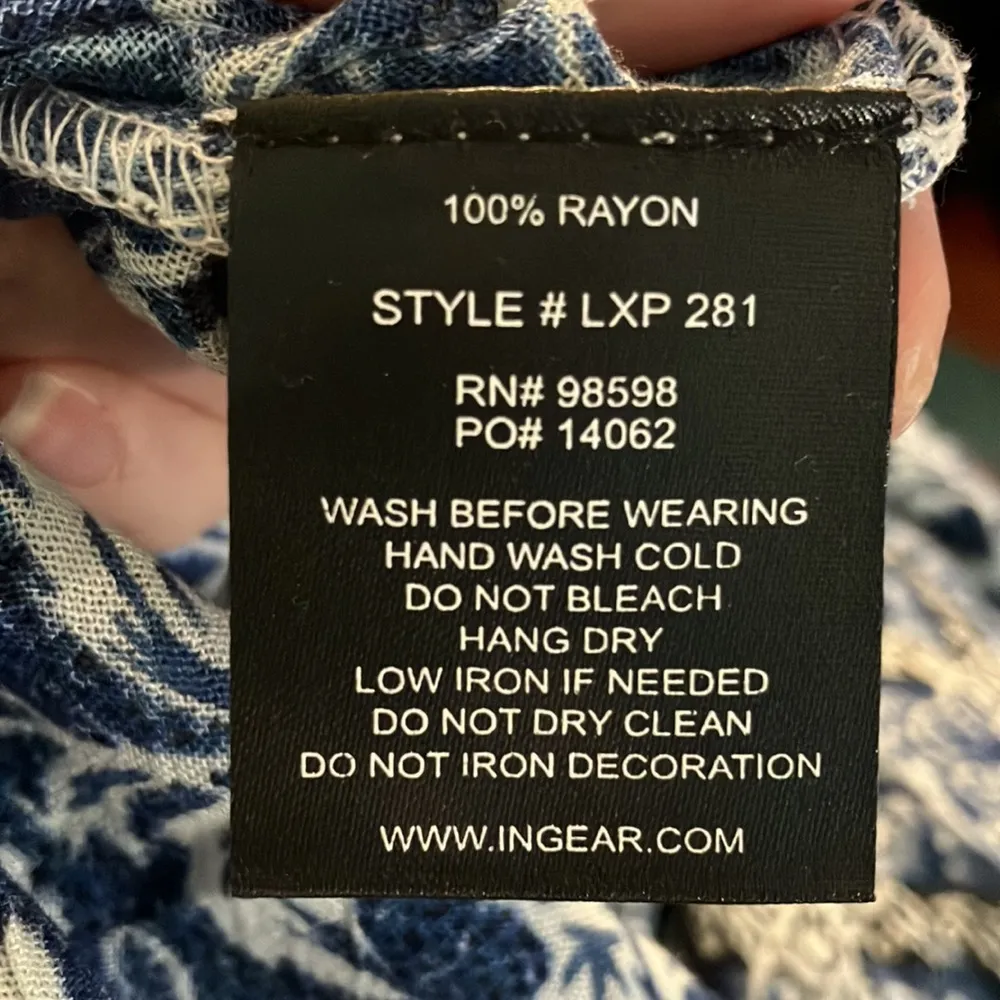 100% RAYON
STYLE # LXP 281
RN# 98598
PO# 14062
WASH BEFORE WEARING
HAND WASH COLD
DO NOT BLEACH
HANG DRY
LOW IRON IF NEEDED
DO NOT DRY CLEAN
DO NOT IRON DECORATION
WWW.INGEAR.COM